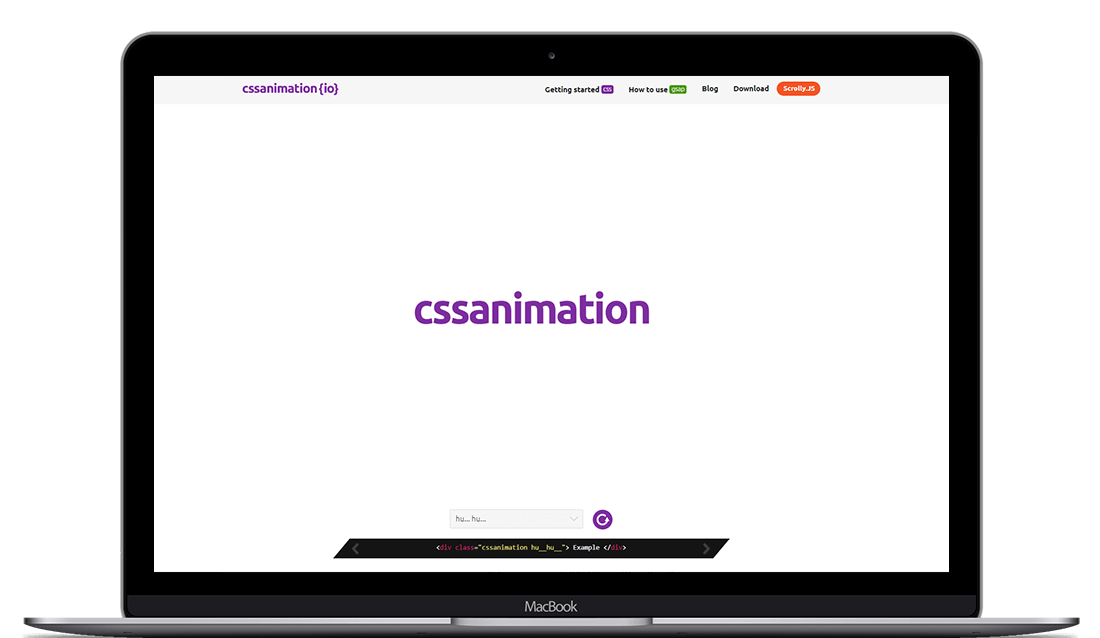 cssanimation {io}
Getting started css How to use gsap Blog Download Scrolly.JS
cssanimation
hu... hu...
<div class="cssanimation hu__hu__"> Example </div>
MacBook